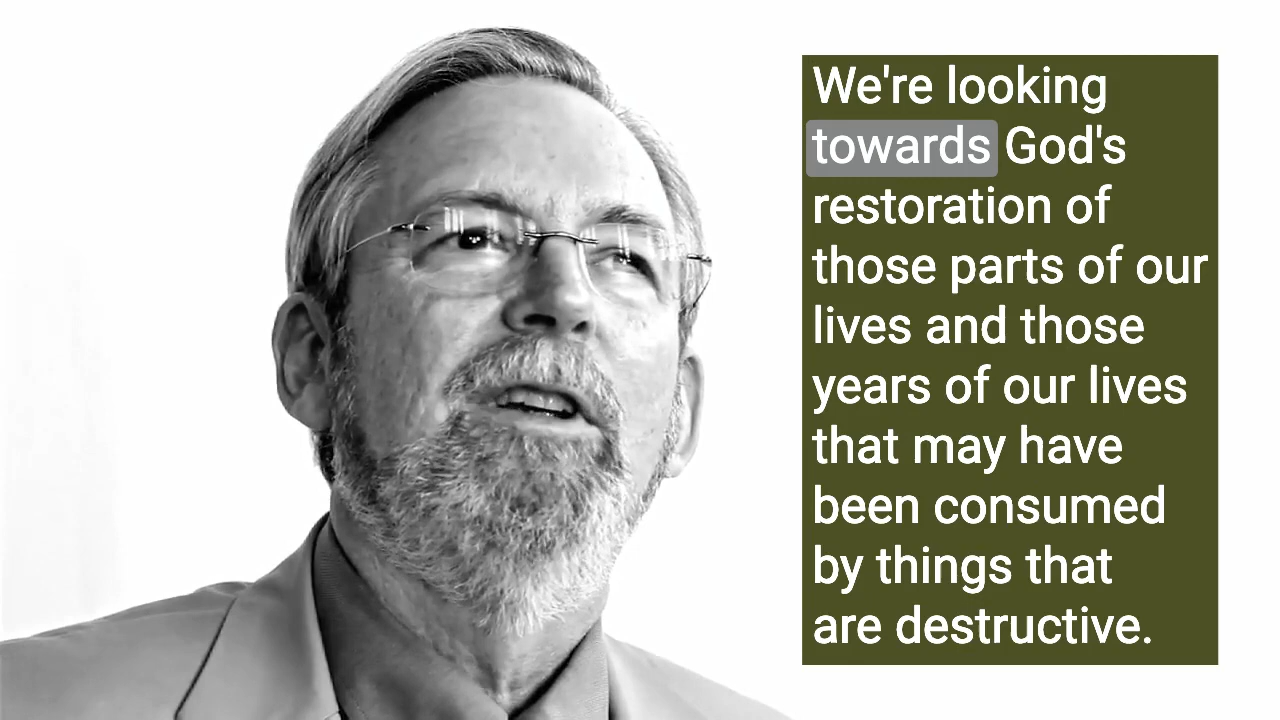 We're looking
towards God's
restoration of
those parts of our
lives and those
years of our lives
that may have
been consumed
by things that
are destructive.